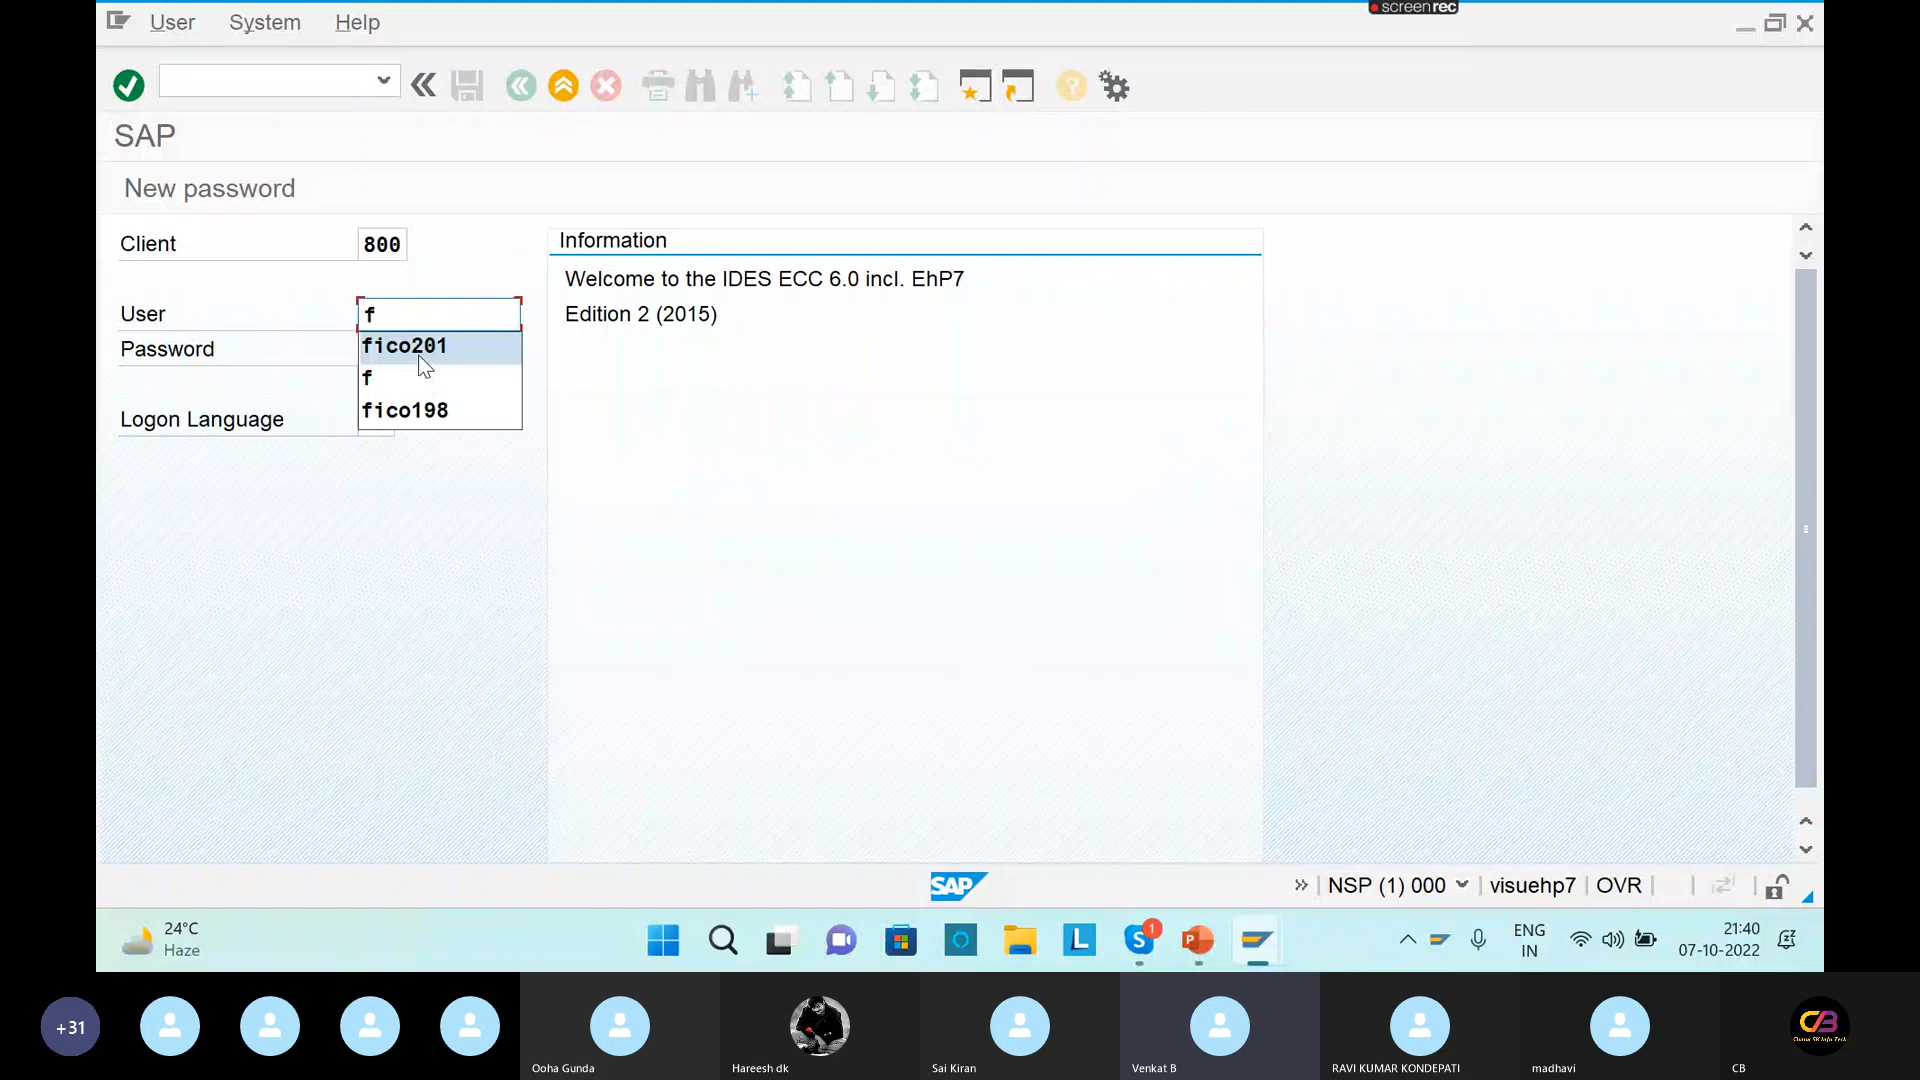 screenrec
User System Help
SAP
New password
Client 800
Information
Welcome to the IDES ECC 6.0 incl. EhP7
User f
Edition 2 (2015)
fico201
Password
f
fico198
Logon Language
SAP
NSP (1) 000 visuehp7 OVR
24°C
Haze
L
S 1
P
ENG
IN
21:40
07-10-2022
+31
Ooha Gunda
Hareesh dk
Sai Kiran
Venkat B
RAVI KUMAR KONDEPATI
madhavi
CB
CB